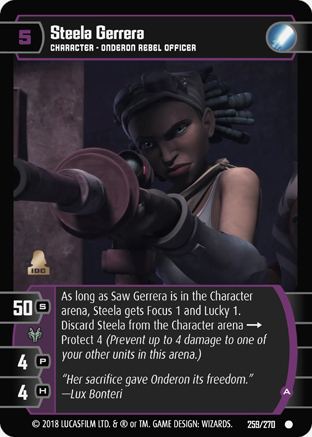 5
Steela Gerrera
CHARACTER - ONDERON REBEL OFFICER
IDC
50 S
As long as Saw Gerrera is in the Character
arena, Steela gets Focus 1 and Lucky 1.
Discard Steela from the Character arena →
4 P
Protect 4 (Prevent up to 4 damage to one of
your other units in this arena.)
4 H
"Her sacrifice gave Onderon its freedom."
—Lux Bonteri
A
© 2018 LUCASFILM LTD. & ® or TM. GAME DESIGN: WIZARDS. 259/270